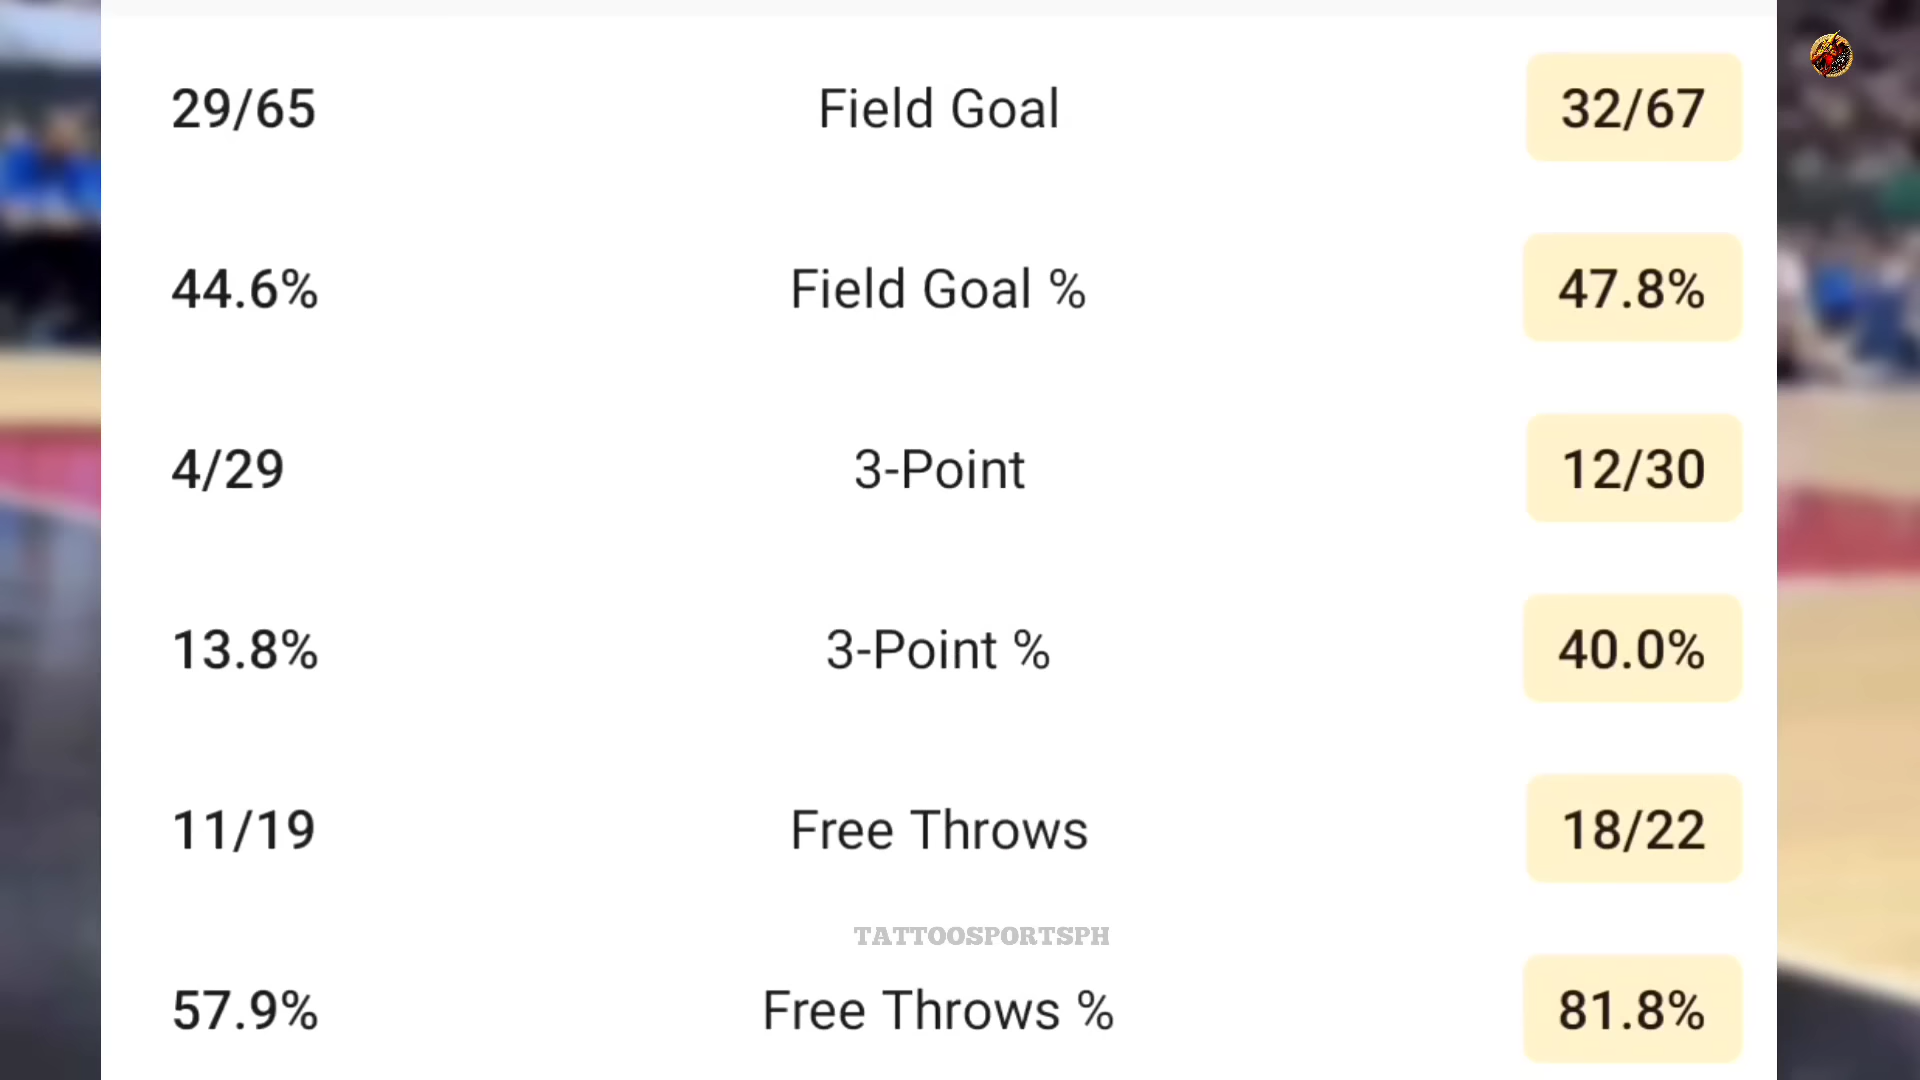 29/65 Field Goal 32/67
44.6% Field Goal % 47.8%
4/29 3-Point 12/30
13.8% 3-Point % 40.0%
11/19 Free Throws 18/22
TATTOOSPORTSPH
57.9% Free Throws % 81.8%